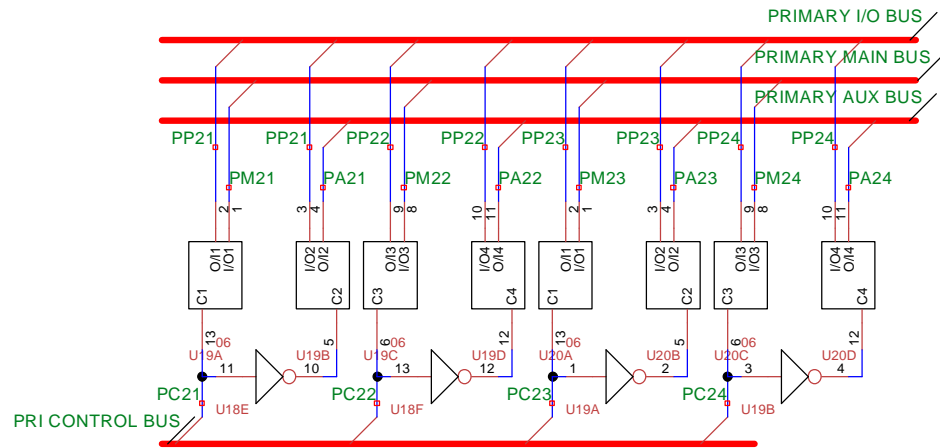 PRIMARY I/O BUS
PRIMARY MAIN BUS
PRIMARY AUX BUS
PP21 PP21 PP22 PP22 PP23 PP23 PP24 PP24
PM21 PA21 PM22 PA22 PM23 PA23 PM24 PA24
2 1 3 4 9 8 10 11 2 1 3 4 9 8 10 11
O/I1 I/O1 I/O2 O/I2 O/I3 I/O3 I/O4 O/I4 O/I1 I/O1 I/O2 O/I2 O/I3 I/O3 I/O4 O/I4
C1 C2 C3 C4 C1 C2 C3 C4
13 5 6 12 13 5 6 12
06 06 06 06
U19A U19B U19C U19D U20A U20B U20C U20D
11 10 13 12 1 2 3 4
PC21 PC22 PC23 PC24
U18E U18F U19A U19B
PRI CONTROL BUS